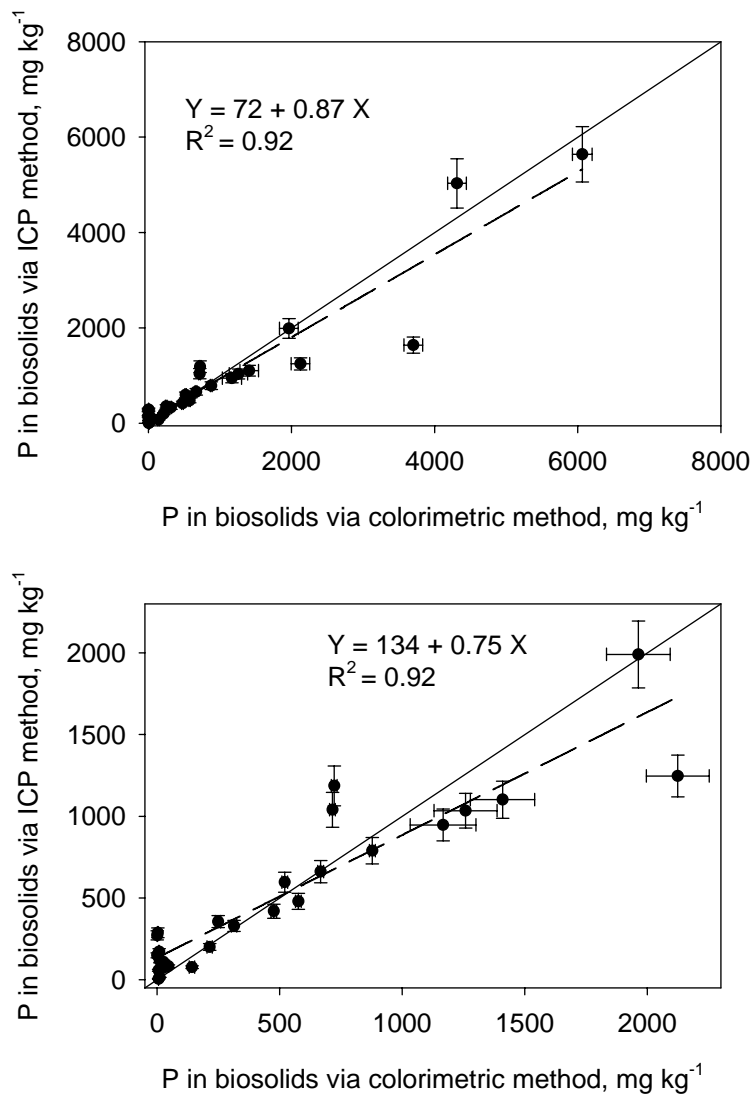 8000
6000
4000
2000
0
P in biosolids via ICP method, mg kg⁻¹
Y = 72 + 0.87 X
R² = 0.92
0 2000 4000 6000 8000
P in biosolids via colorimetric method, mg kg⁻¹
2000
1500
1000
500
0
P in biosolids via ICP method, mg kg⁻¹
Y = 134 + 0.75 X
R² = 0.92
0 500 1000 1500 2000
P in biosolids via colorimetric method, mg kg⁻¹